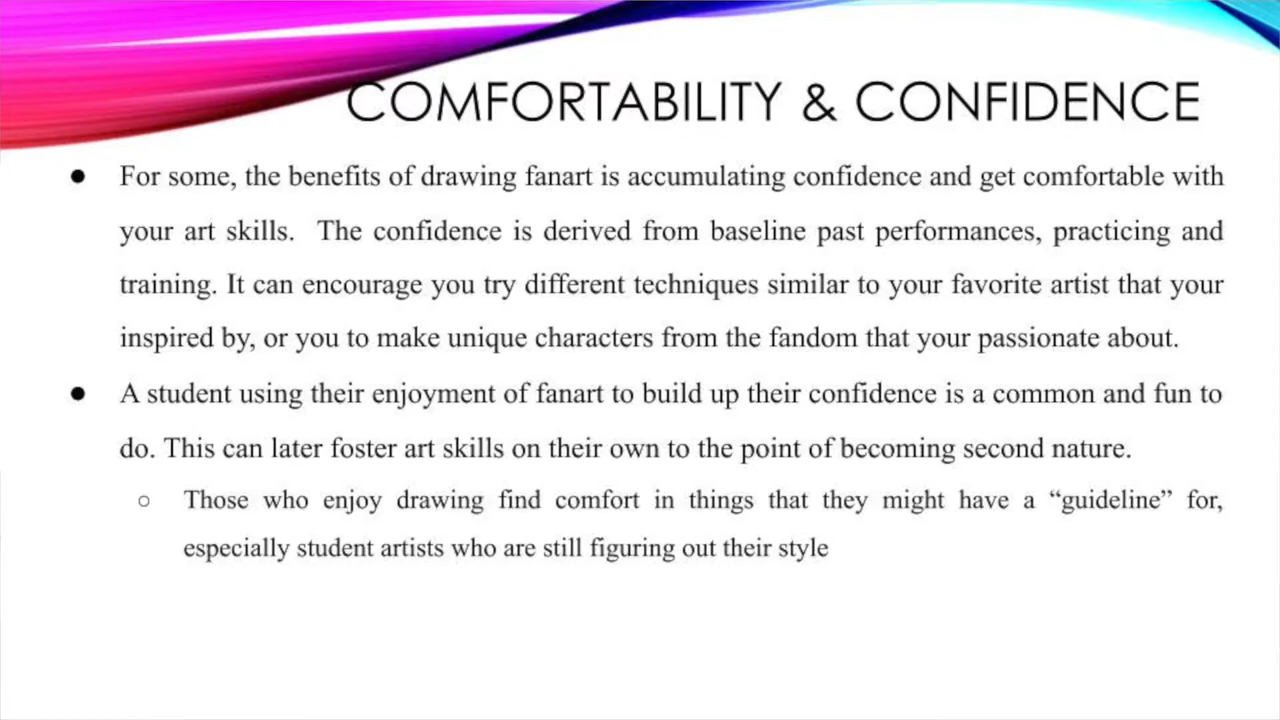 COMFORTABILITY & CONFIDENCE
● For some, the benefits of drawing fanart is accumulating confidence and get comfortable with
your art skills.  The confidence is derived from baseline past performances, practicing and
training. It can encourage you try different techniques similar to your favorite artist that your
inspired by, or you to make unique characters from the fandom that your passionate about.
● A student using their enjoyment of fanart to build up their confidence is a common and fun to
do. This can later foster art skills on their own to the point of becoming second nature.
○ Those who enjoy drawing find comfort in things that they might have a “guideline” for,
especially student artists who are still figuring out their style